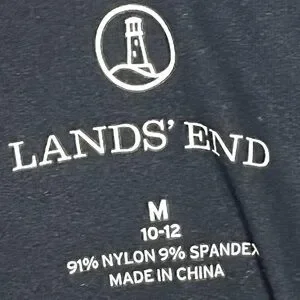 LANDS' END
M
10-12
91% NYLON 9% SPANDEX
MADE IN CHINA